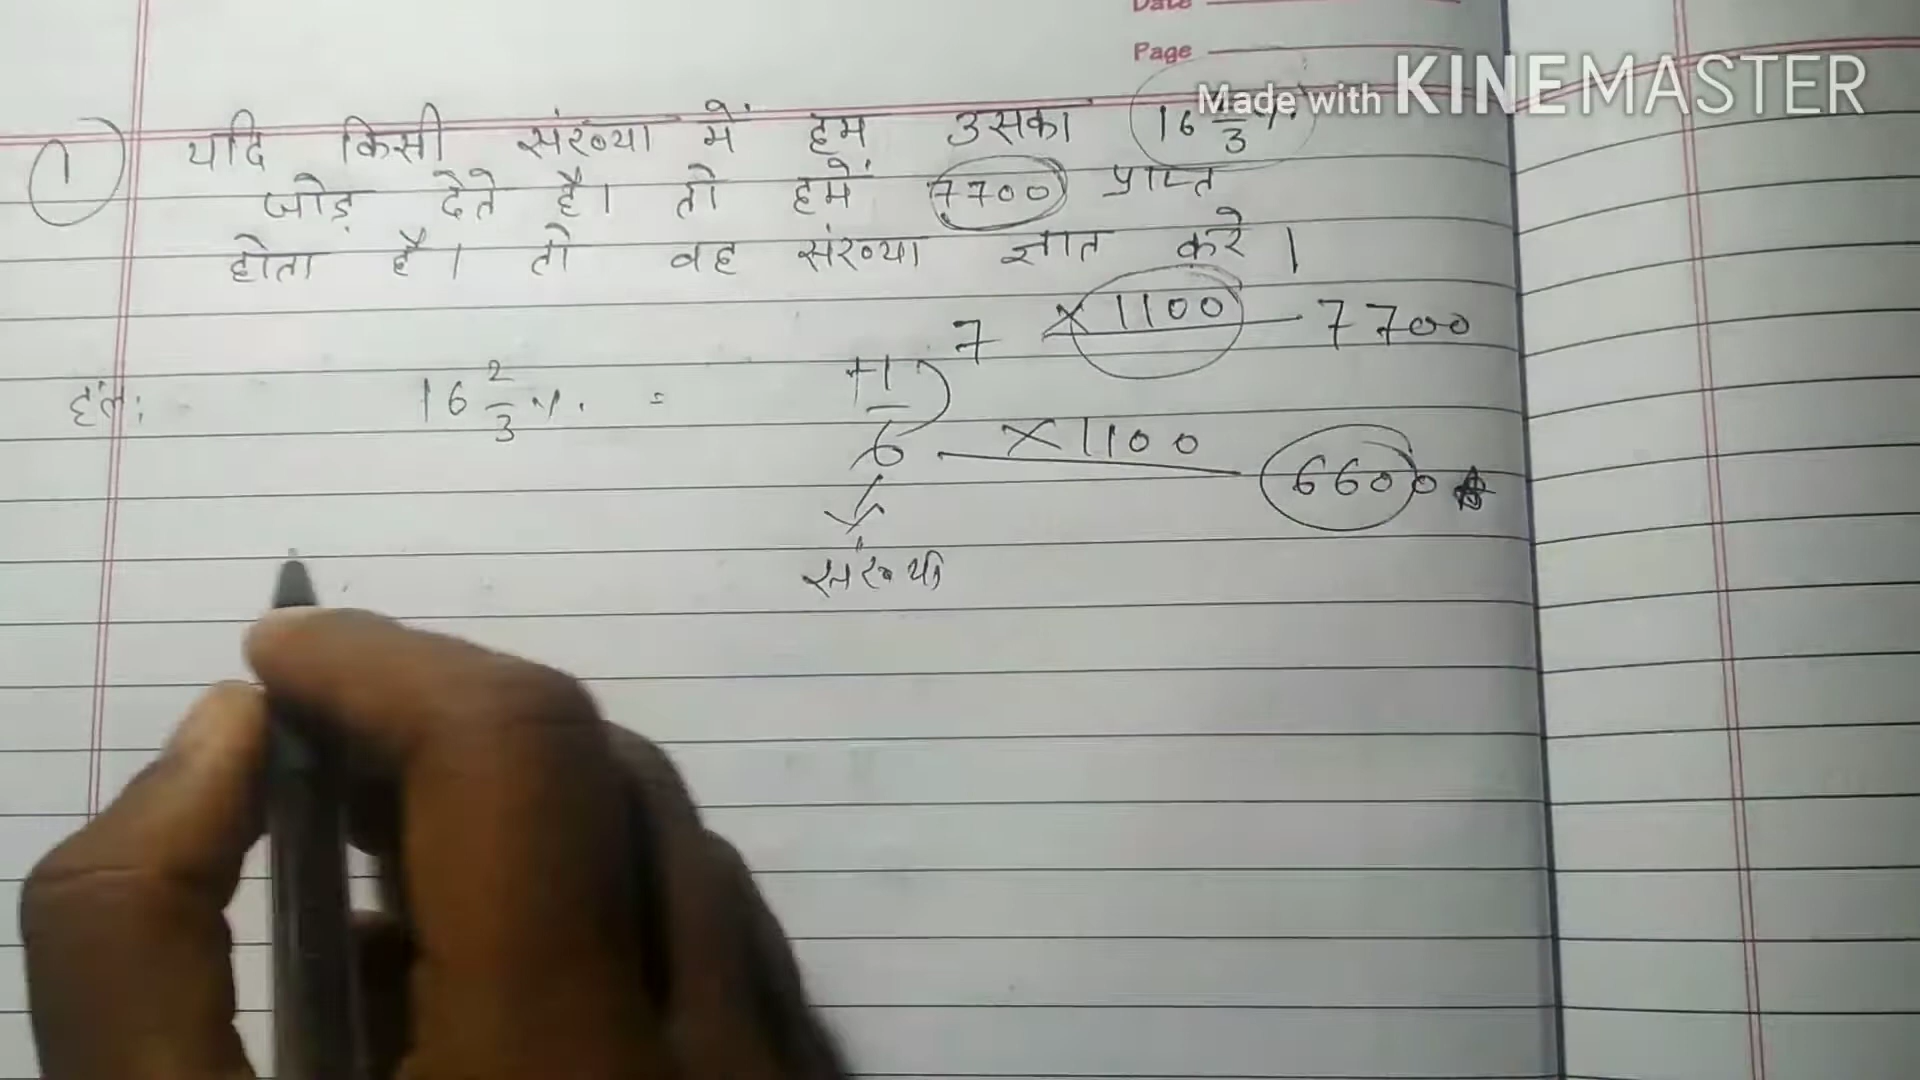 Date
Page
Made with KINEMASTER
1 यदि किसी संख्या में हम उसका 16 2/3 %
जोड़ देते है। तो हमें 7700 प्राप्त
होता है। तो वह संख्या ज्ञात करे।
7 × 1100 7700
हल: 16 2/3 % = +1/6
× 1100 6600
संख्या